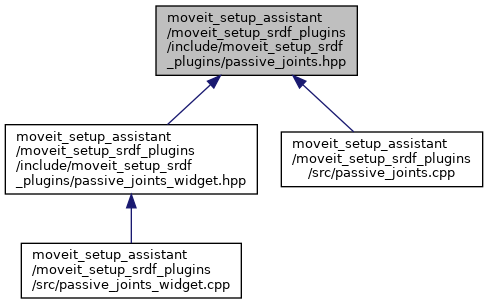 moveit_setup_assistant
/moveit_setup_srdf_plugins
/include/moveit_setup_srdf
_plugins/passive_joints.hpp
moveit_setup_assistant
/moveit_setup_srdf_plugins
/include/moveit_setup_srdf
_plugins/passive_joints_widget.hpp
moveit_setup_assistant
/moveit_setup_srdf_plugins
/src/passive_joints.cpp
moveit_setup_assistant
/moveit_setup_srdf_plugins
/src/passive_joints_widget.cpp